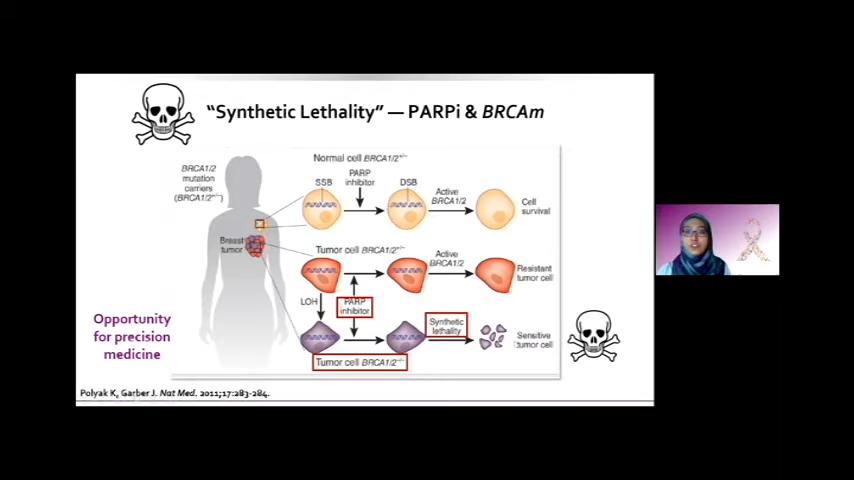 "Synthetic Lethality" — PARPi & BRCAm
BRCA1/2
mutation
carriers
(BRCA1/2+/–)
Normal cell BRCA1/2+/–
SSB
PARP
inhibitor
DSB
Active
BRCA1/2
Cell
survival
Breast
tumor
Tumor cell BRCA1/2+/–
Active
BRCA1/2
Resistant
tumor cell
LOH
PARP
inhibitor
Synthetic
lethality
Sensitive
tumor cell
Tumor cell BRCA1/2–/–
Opportunity
for precision
medicine
Polyak K, Garber J. Nat Med. 2011;17:283-284.